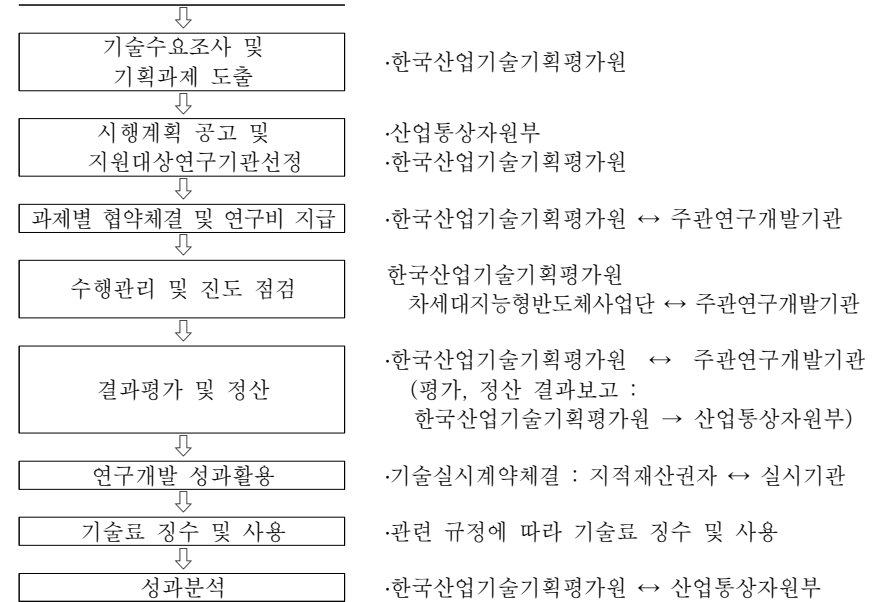 ⇩
기술수요조사 및
기획과제 도출
·한국산업기술기획평가원
⇩
시행계획 공고 및
지원대상연구기관선정
·산업통상자원부
·한국산업기술기획평가원
⇩
과제별 협약체결 및 연구비 지급
·한국산업기술기획평가원 ↔ 주관연구개발기관
⇩
수행관리 및 진도 점검
한국산업기술기획평가원
차세대지능형반도체사업단 ↔ 주관연구개발기관
⇩
결과평가 및 정산
·한국산업기술기획평가원 ↔ 주관연구개발기관
(평가, 정산 결과보고 :
한국산업기술기획평가원 → 산업통상자원부)
⇩
연구개발 성과활용
·기술실시계약체결 : 지적재산권자 ↔ 실시기관
⇩
기술료 징수 및 사용
·관련 규정에 따라 기술료 징수 및 사용
⇩
성과분석
·한국산업기술기획평가원 ↔ 산업통상자원부